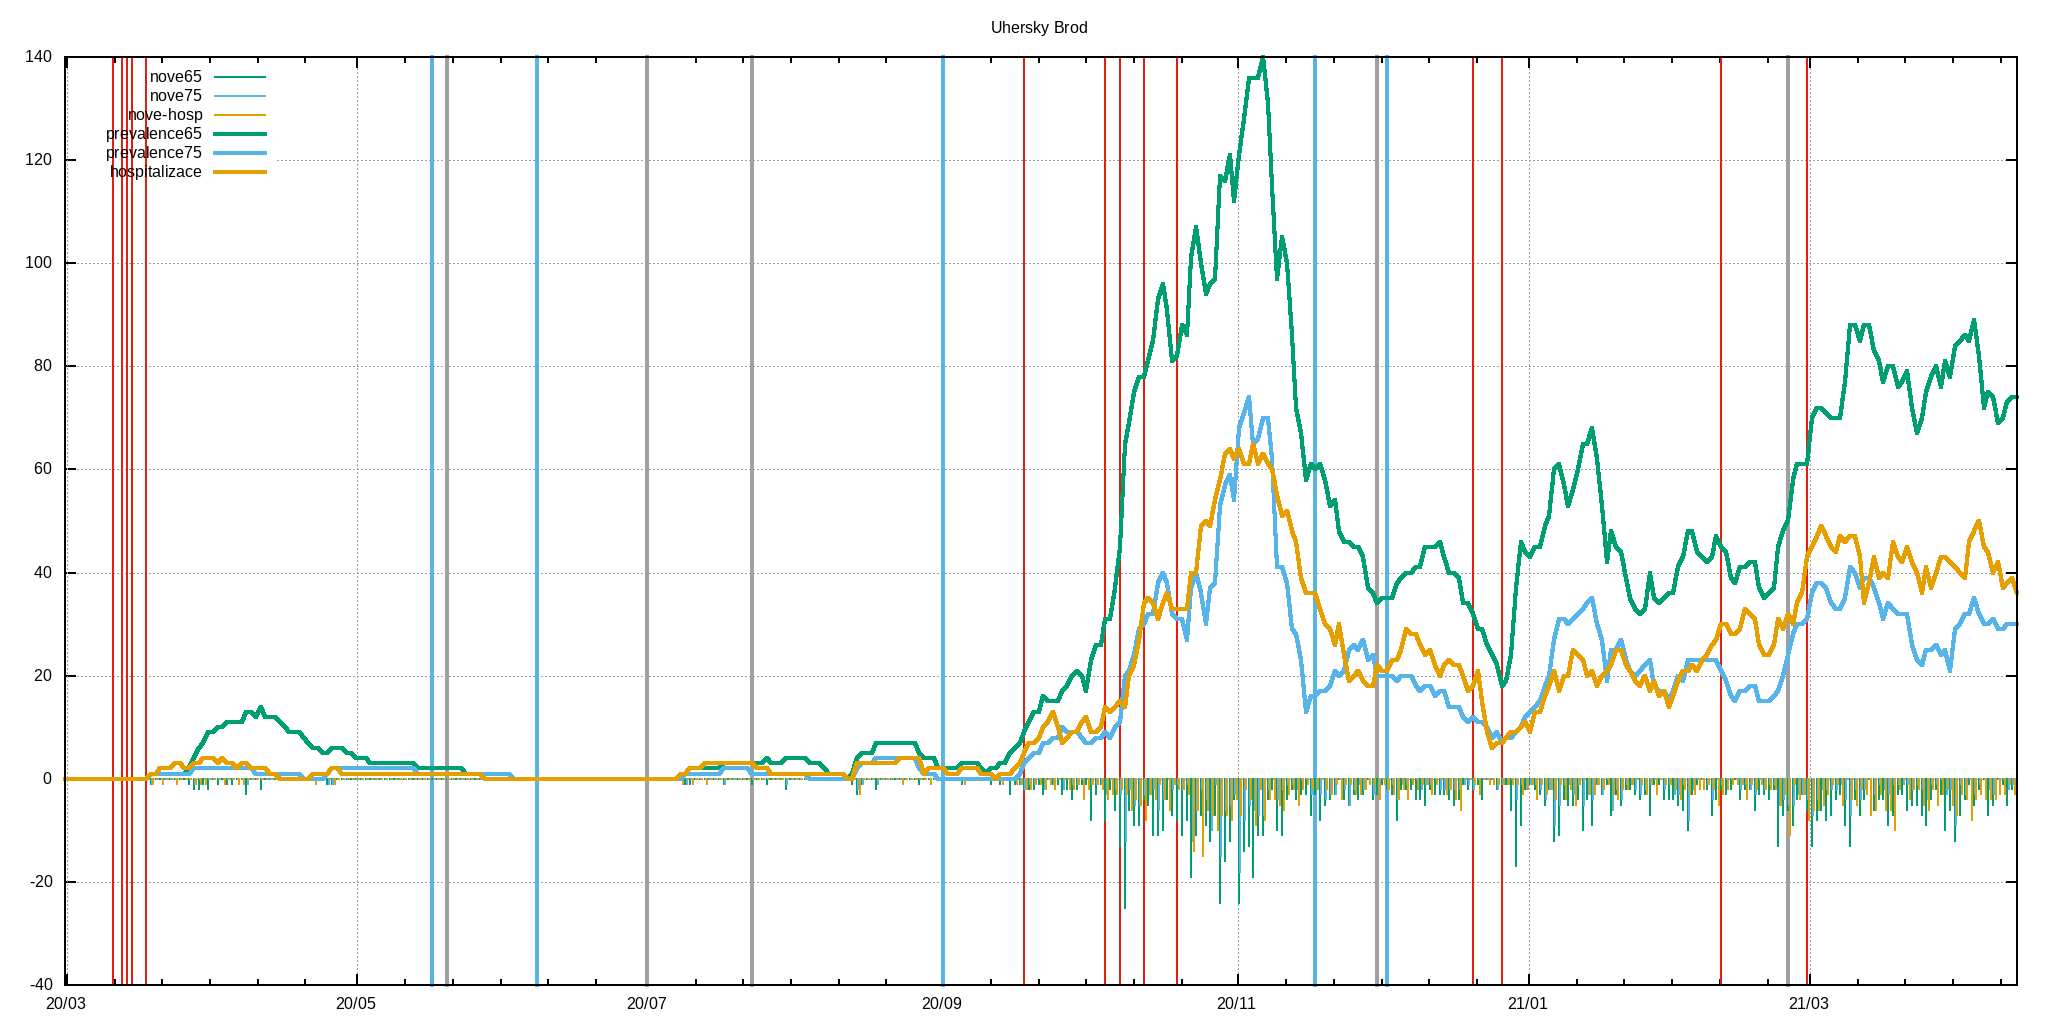 Uhersky Brod
140
120
100
80
60
40
20
0
-20
-40
nove65
nove75
nove-hosp
prevalence65
prevalence75
hospitalizace
20/03 20/05 20/07 20/09 20/11 21/01 21/03